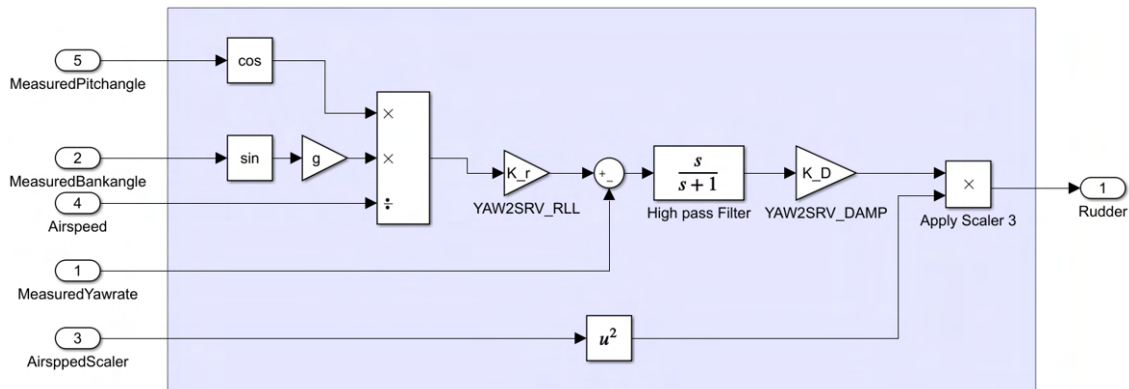 5
MeasuredPitchangle
cos
×
2
MeasuredBankangle
sin
g
×
4
Airspeed
÷
K_r
YAW2SRV_RLL
+_
s
s + 1
High pass Filter
K_D
YAW2SRV_DAMP
×
Apply Scaler 3
1
Rudder
1
MeasuredYawrate
3
AirsppedScaler
u²